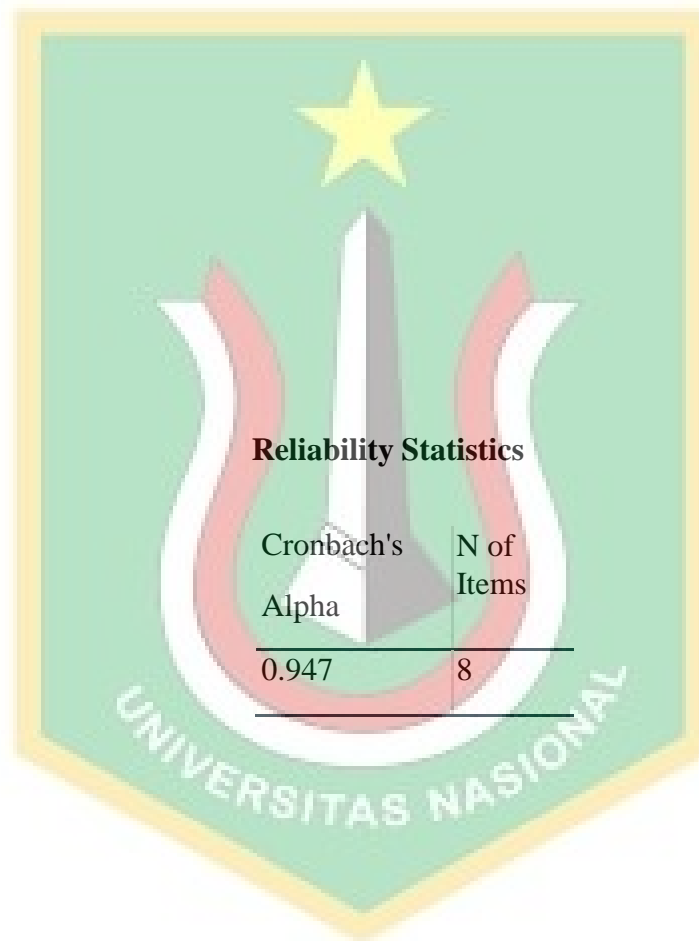 Reliability Statistics
Cronbach's
Alpha
N of
Items
0.947 8
UNIVERSITAS NASIONAL